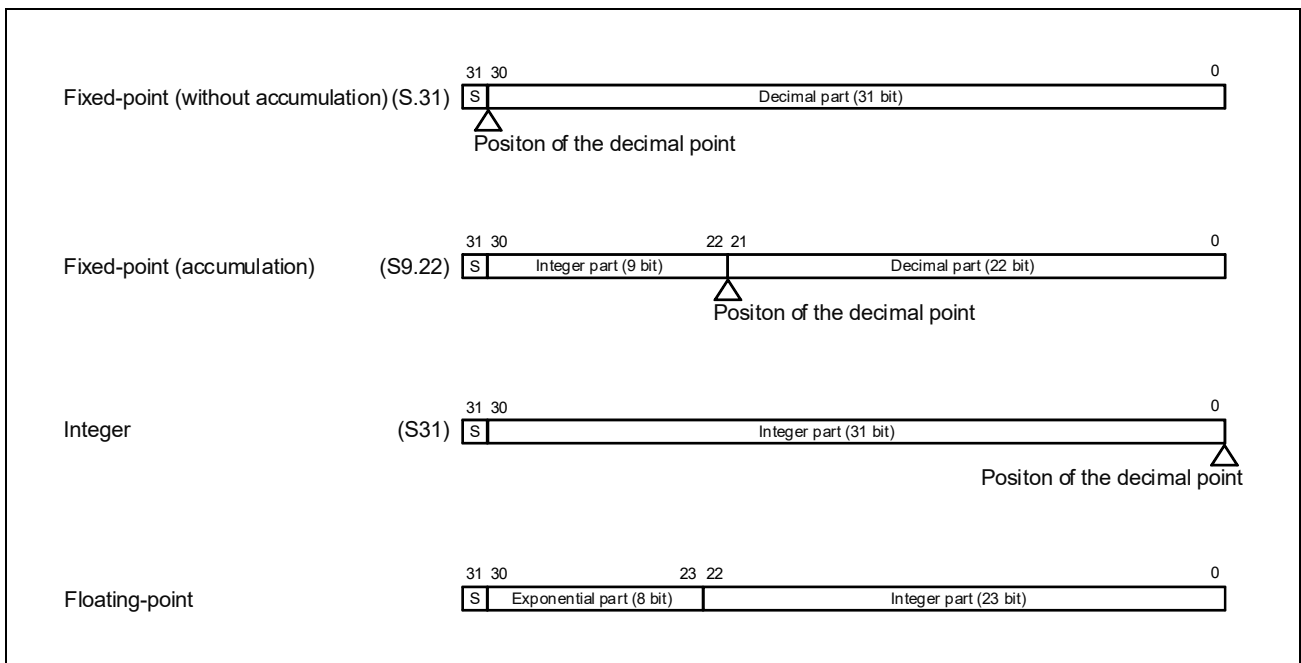 31 30 0
Fixed-point (without accumulation) (S.31) S Decimal part (31 bit)
Positon of the decimal point
31 30 22 21 0
Fixed-point (accumulation) (S9.22) S Integer part (9 bit) Decimal part (22 bit)
Positon of the decimal point
31 30 0
Integer (S31) S Integer part (31 bit)
Positon of the decimal point
31 30 23 22 0
Floating-point S Exponential part (8 bit) Integer part (23 bit)